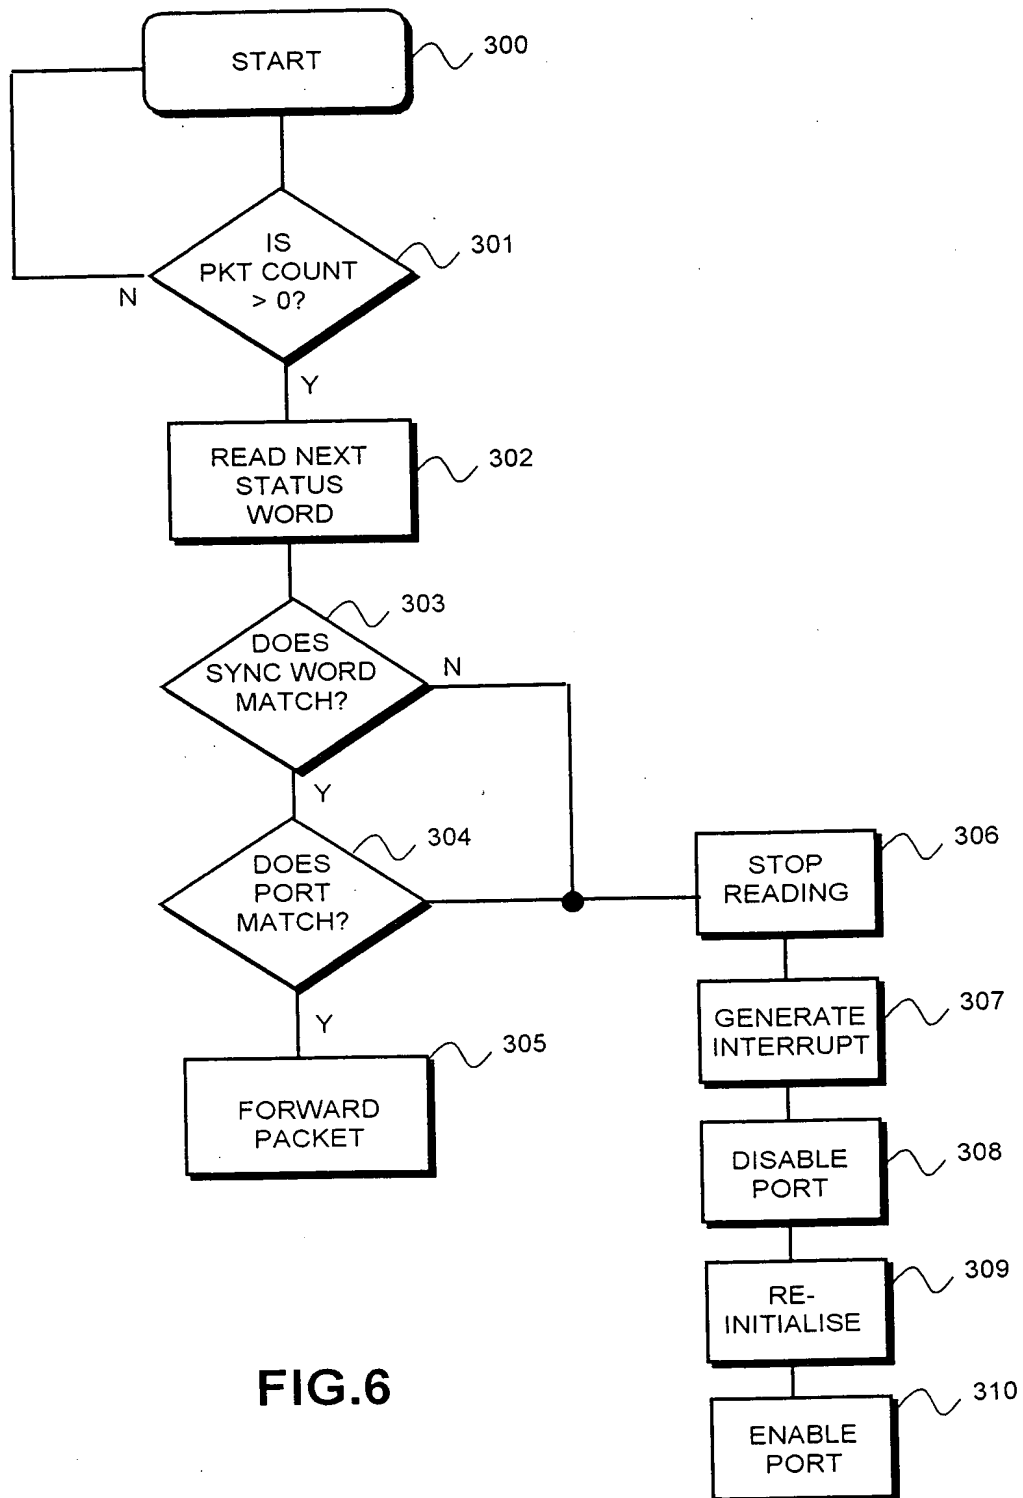 START
300
IS
PKT COUNT
> 0?
301
N
Y
READ NEXT
STATUS
WORD
302
303
DOES
SYNC WORD
MATCH?
N
Y
304
DOES
PORT
MATCH?
Y
305
FORWARD
PACKET
STOP
READING
306
GENERATE
INTERRUPT
307
DISABLE
PORT
308
RE-
INITIALISE
309
ENABLE
PORT
310
FIG.6